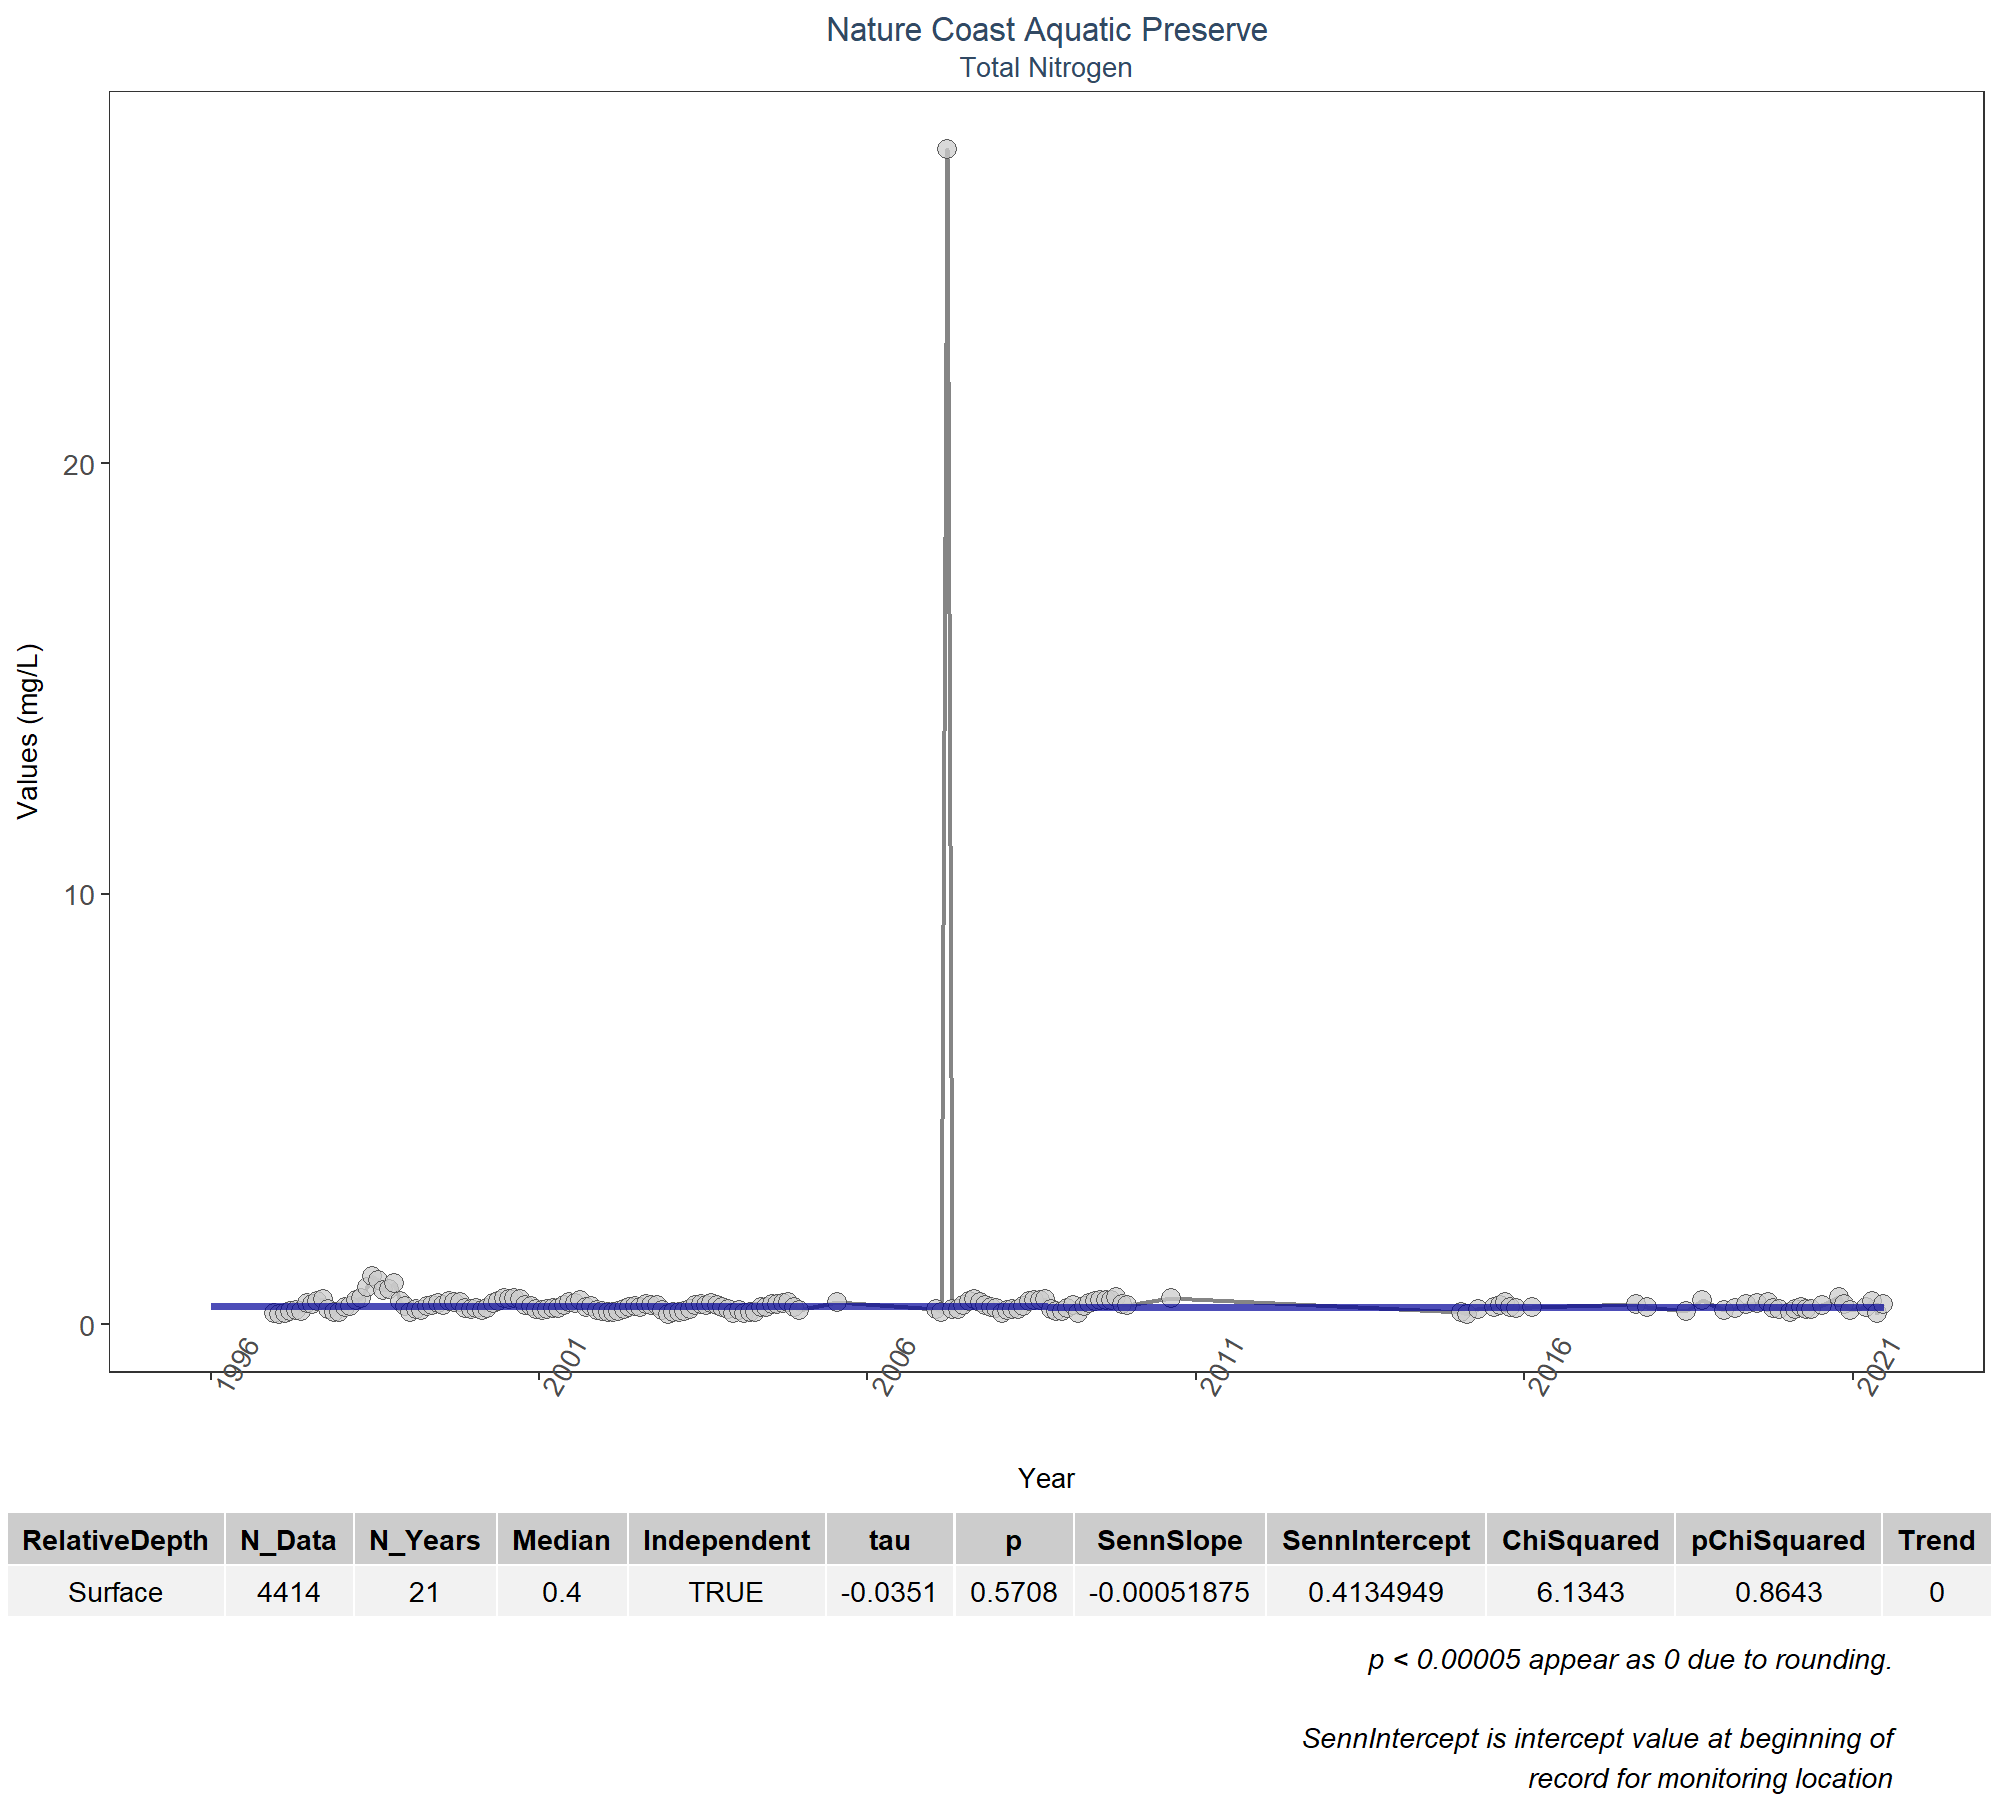 Nature Coast Aquatic Preserve
Total Nitrogen
Values (mg/L)
20
10
0
1996
2001
2006
2011
2016
2021
Year
RelativeDepth N_Data N_Years Median Independent tau p SennSlope SennIntercept ChiSquared pChiSquared Trend
Surface 4414 21 0.4 TRUE -0.0351 0.5708 -0.00051875 0.4134949 6.1343 0.8643 0
p < 0.00005 appear as 0 due to rounding.
SennIntercept is intercept value at beginning of
record for monitoring location